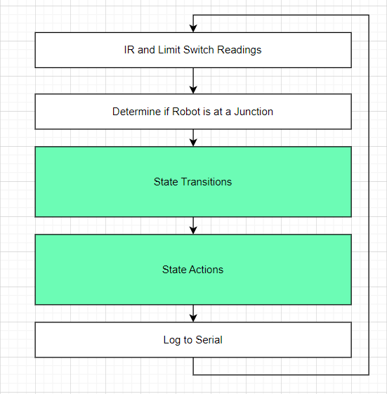 IR and Limit Switch Readings
Determine if Robot is at a Junction
State Transitions
State Actions
Log to Serial